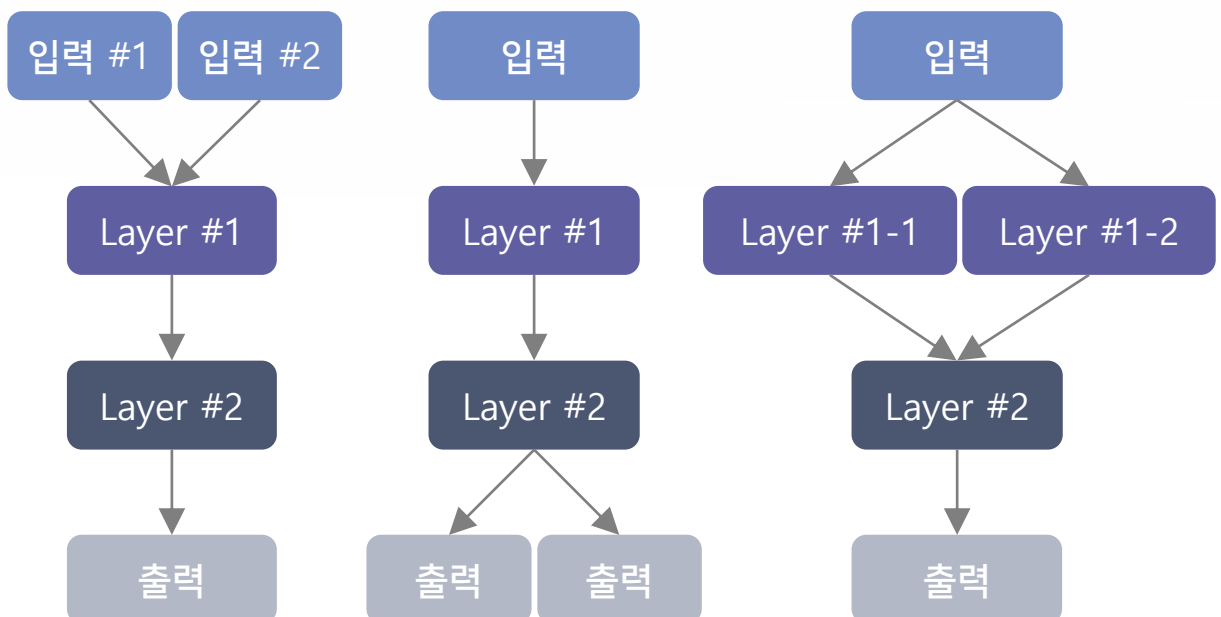 입력 #1
입력 #2
Layer #1
Layer #2
출력
입력
Layer #1
Layer #2
출력
출력
입력
Layer #1-1
Layer #1-2
Layer #2
출력